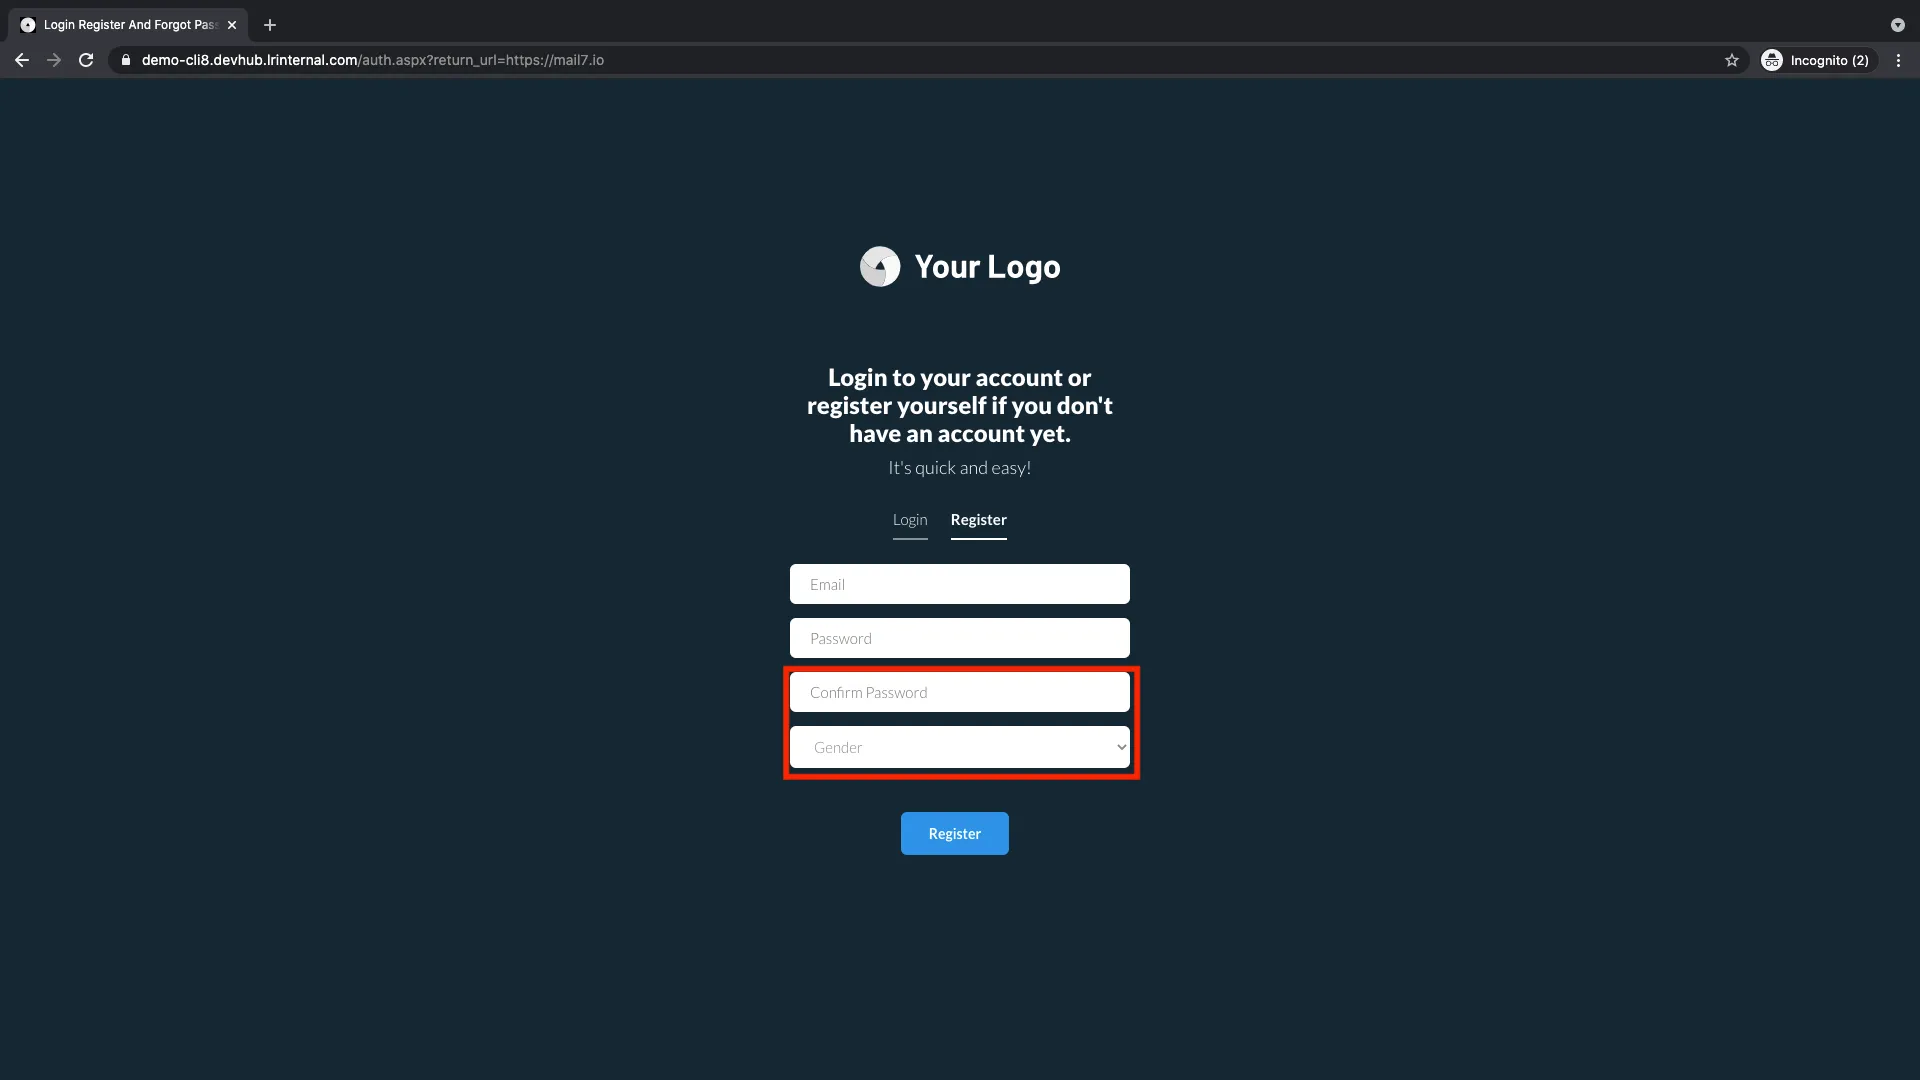 Login Register And Forgot Pas
demo-cli8.devhub.lrinternal.com/auth.aspx?return_url=https://mail7.io
Incognito (2)
Your Logo
Login to your account or
register yourself if you don't
have an account yet.
It's quick and easy!
Login Register
Email
Password
Confirm Password
Gender
Register